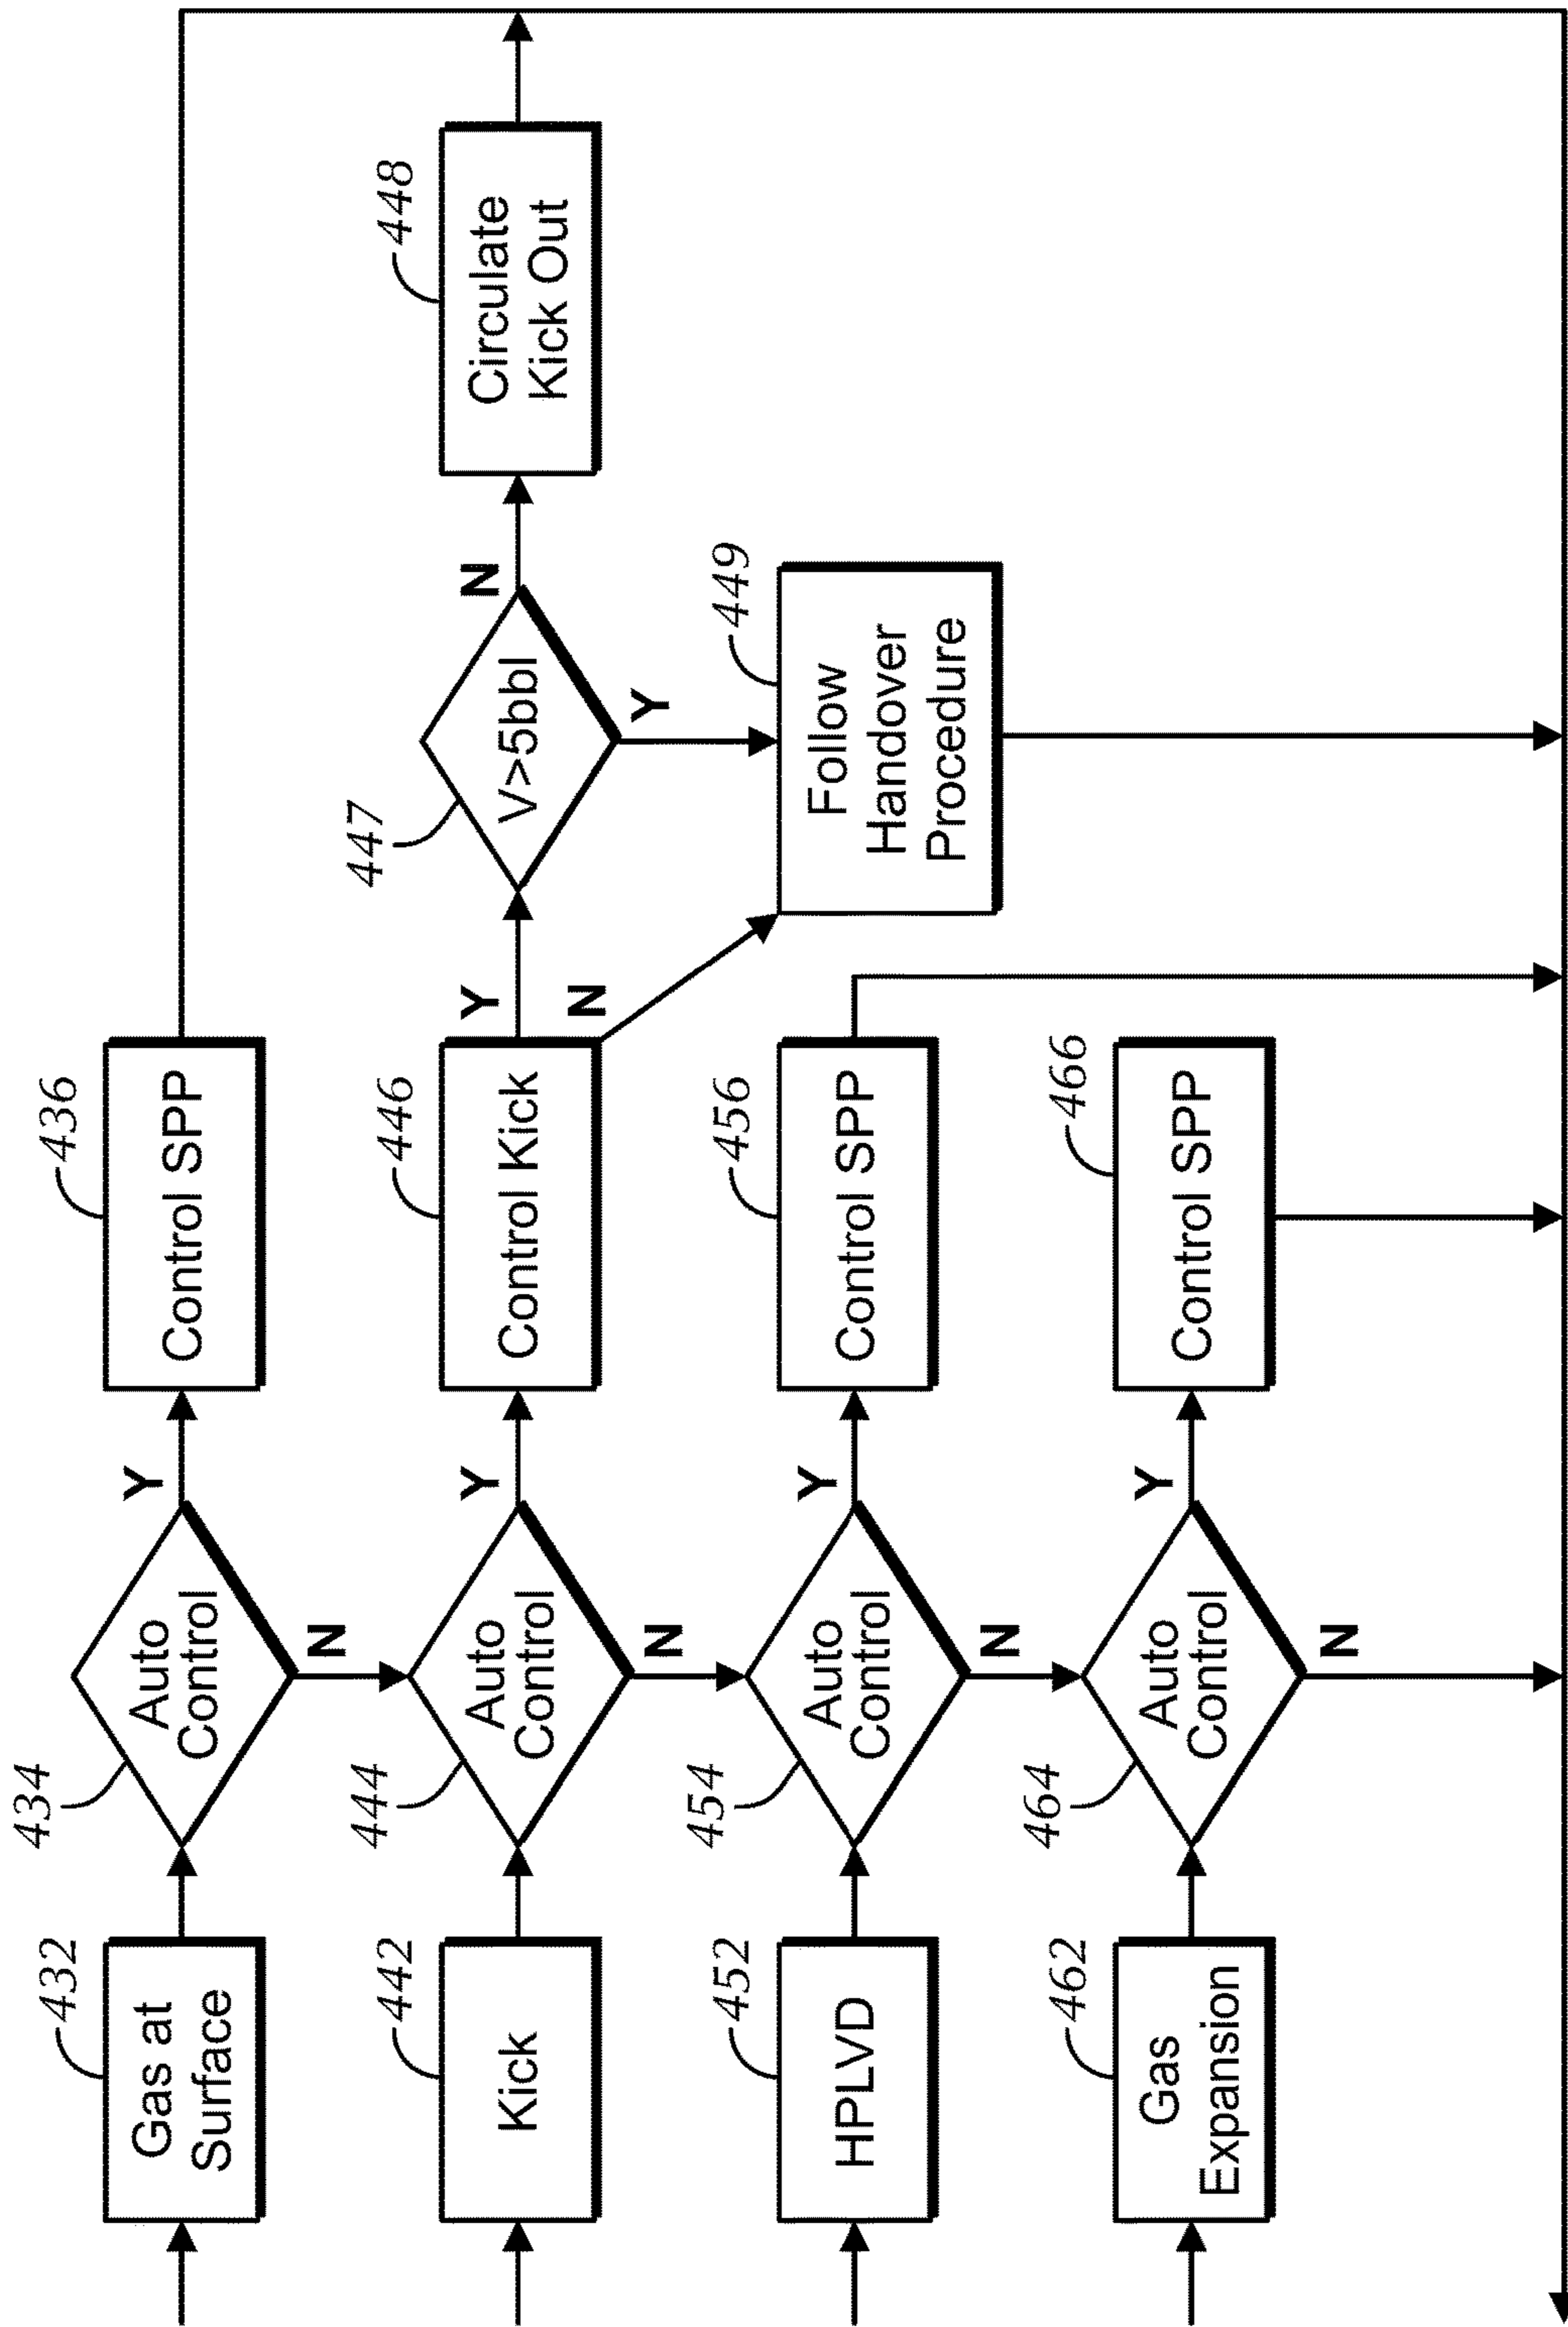 432
Gas at
Surface
434
Auto
Control
Y
N
436
Control SPP
442
Kick
444
Auto
Control
Y
N
446
Control Kick
Y
N
447
V>5bbl
N
Y
448
Circulate
Kick Out
449
Follow
Handover
Procedure
452
HPLVD
454
Auto
Control
Y
N
456
Control SPP
462
Gas
Expansion
464
Auto
Control
Y
N
466
Control SPP